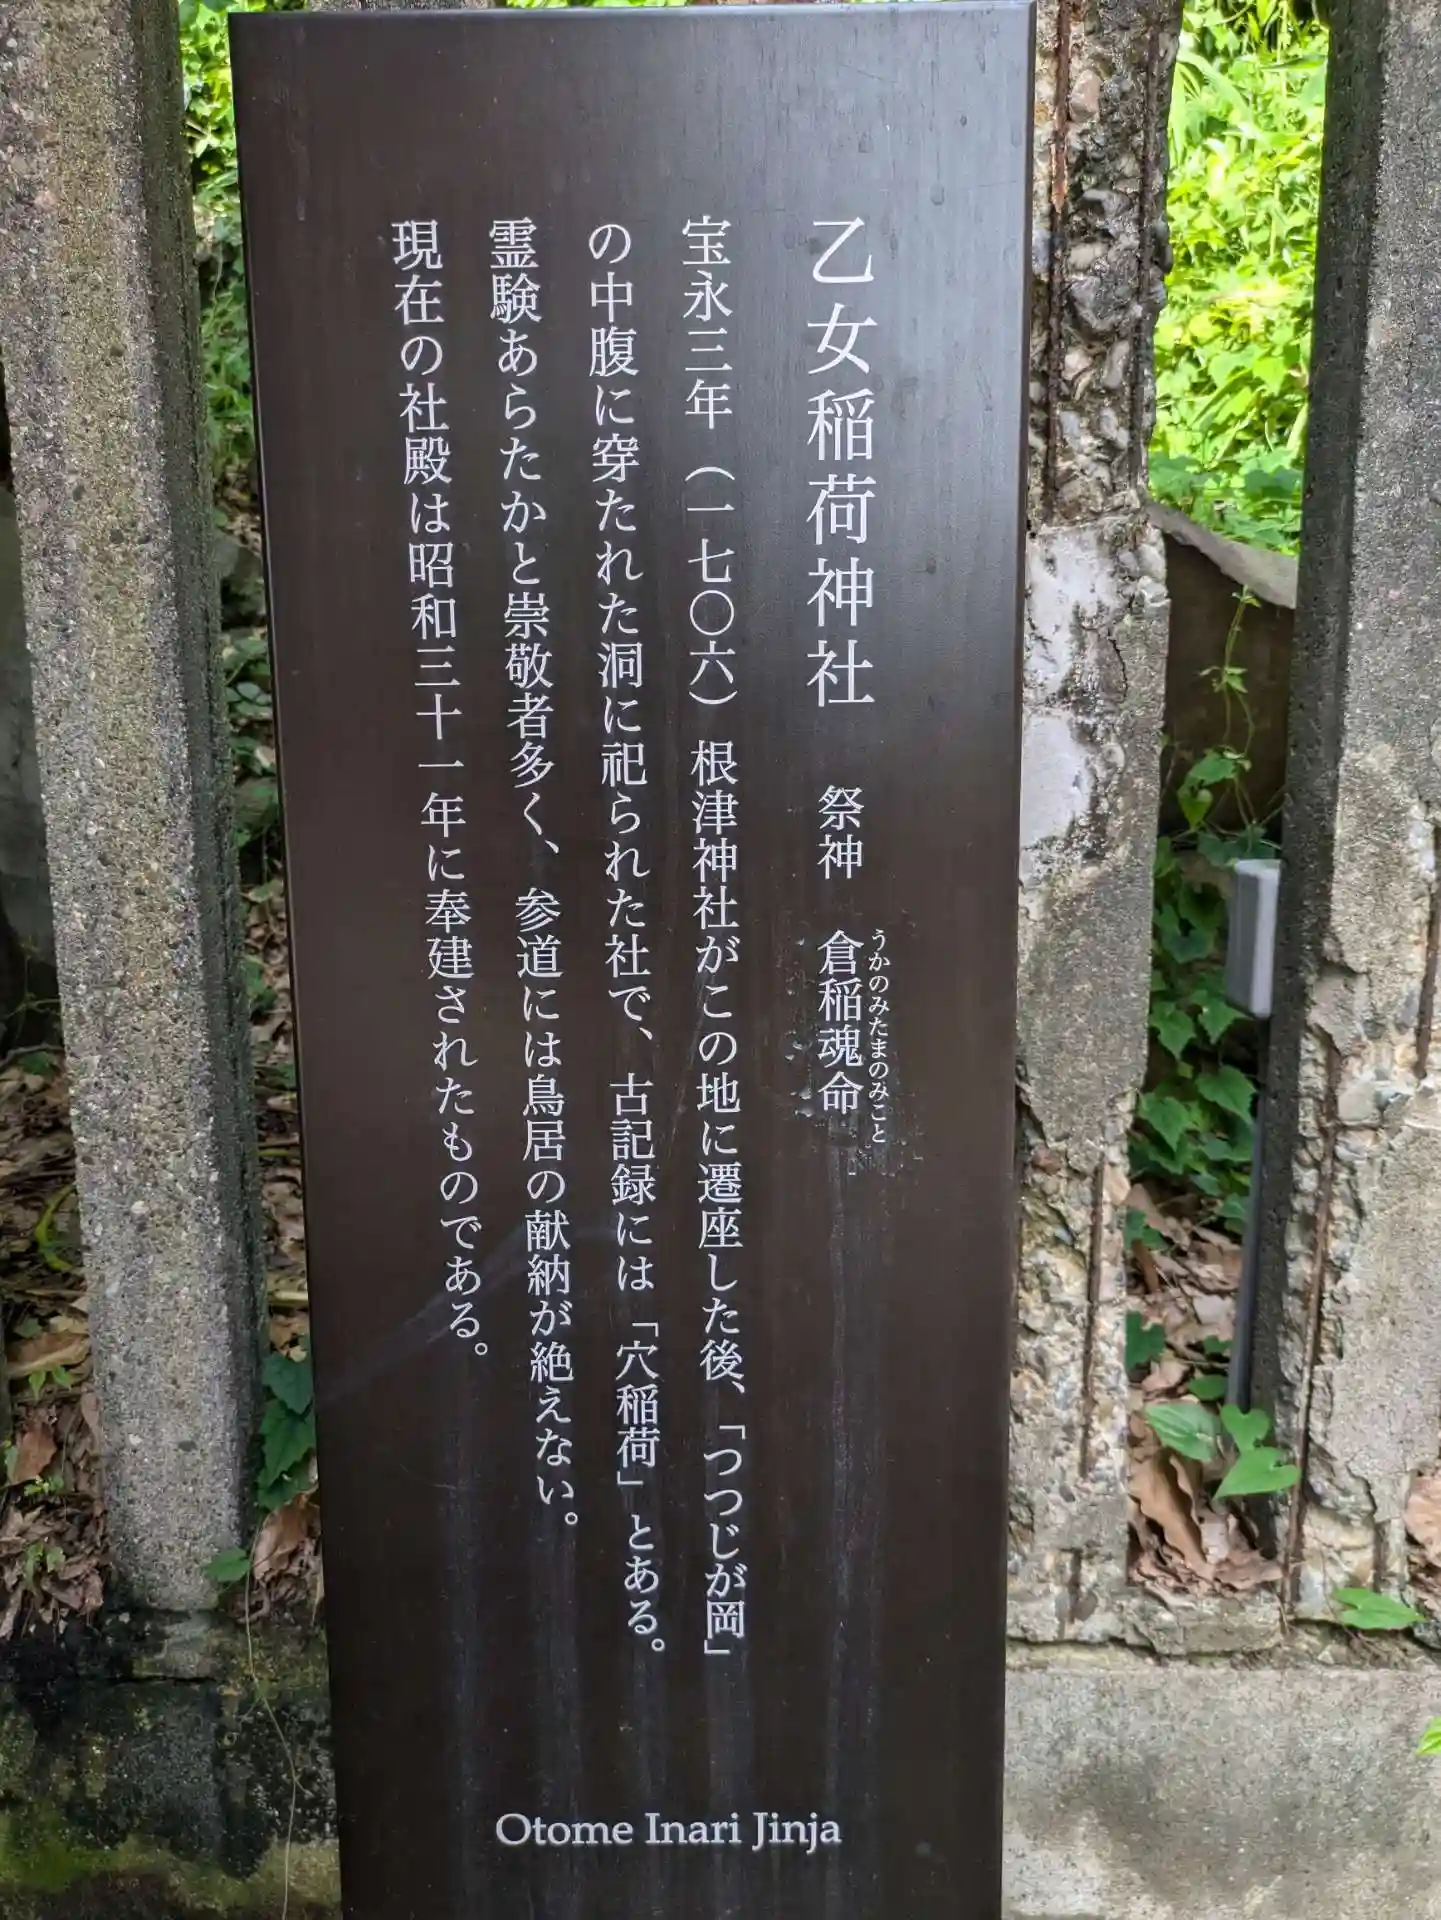 乙女稲荷神社　祭神　倉稲魂命
うかのみたまのみこと
宝永三年（一七〇六）根津神社がこの地に遷座した後、「つつじが岡」
の中腹に穿たれた洞に祀られた社で、古記録には「穴稲荷」とある。
霊験あらたかと崇敬者多く、参道には鳥居の献納が絶えない。
現在の社殿は昭和三十一年に奉建されたものである。
Otome Inari Jinja